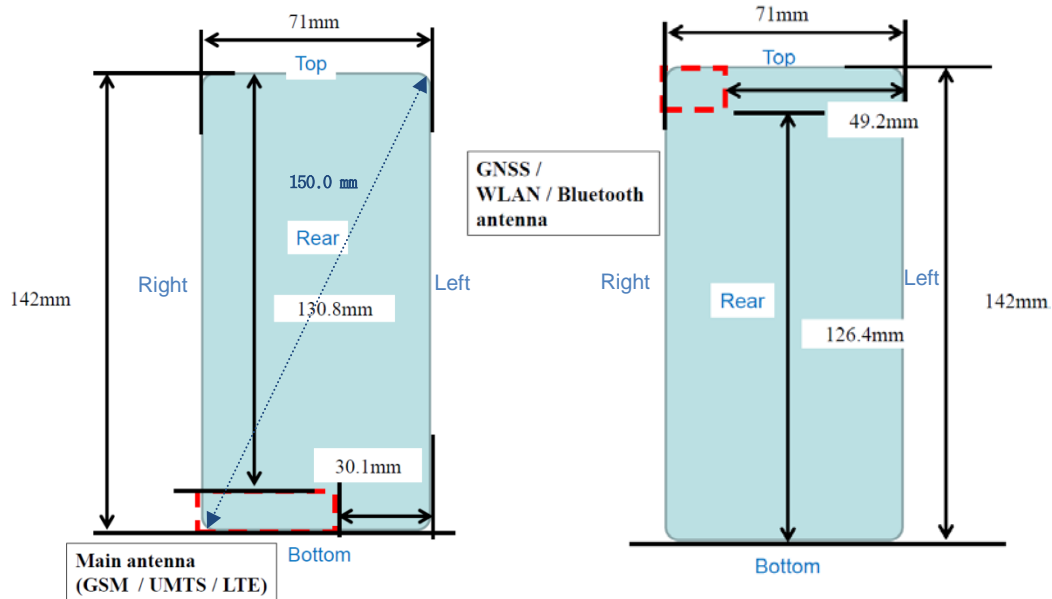 71mm
Top
150.0 mm
Rear
Right
Left
142mm
130.8mm
30.1mm
Bottom
Main antenna
(GSM / UMTS / LTE)
71mm
Top
49.2mm
GNSS /
WLAN / Bluetooth
antenna
Right
Left
Rear
142mm
126.4mm
Bottom